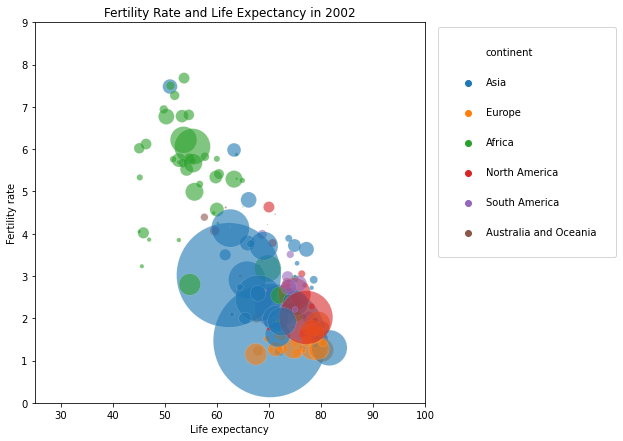 Fertility Rate and Life Expectancy in 2002
9
8
7
6
5
4
3
2
1
0
Fertility rate
30 40 50 60 70 80 90 100
Life expectancy
continent
Asia
Europe
Africa
North America
South America
Australia and Oceania